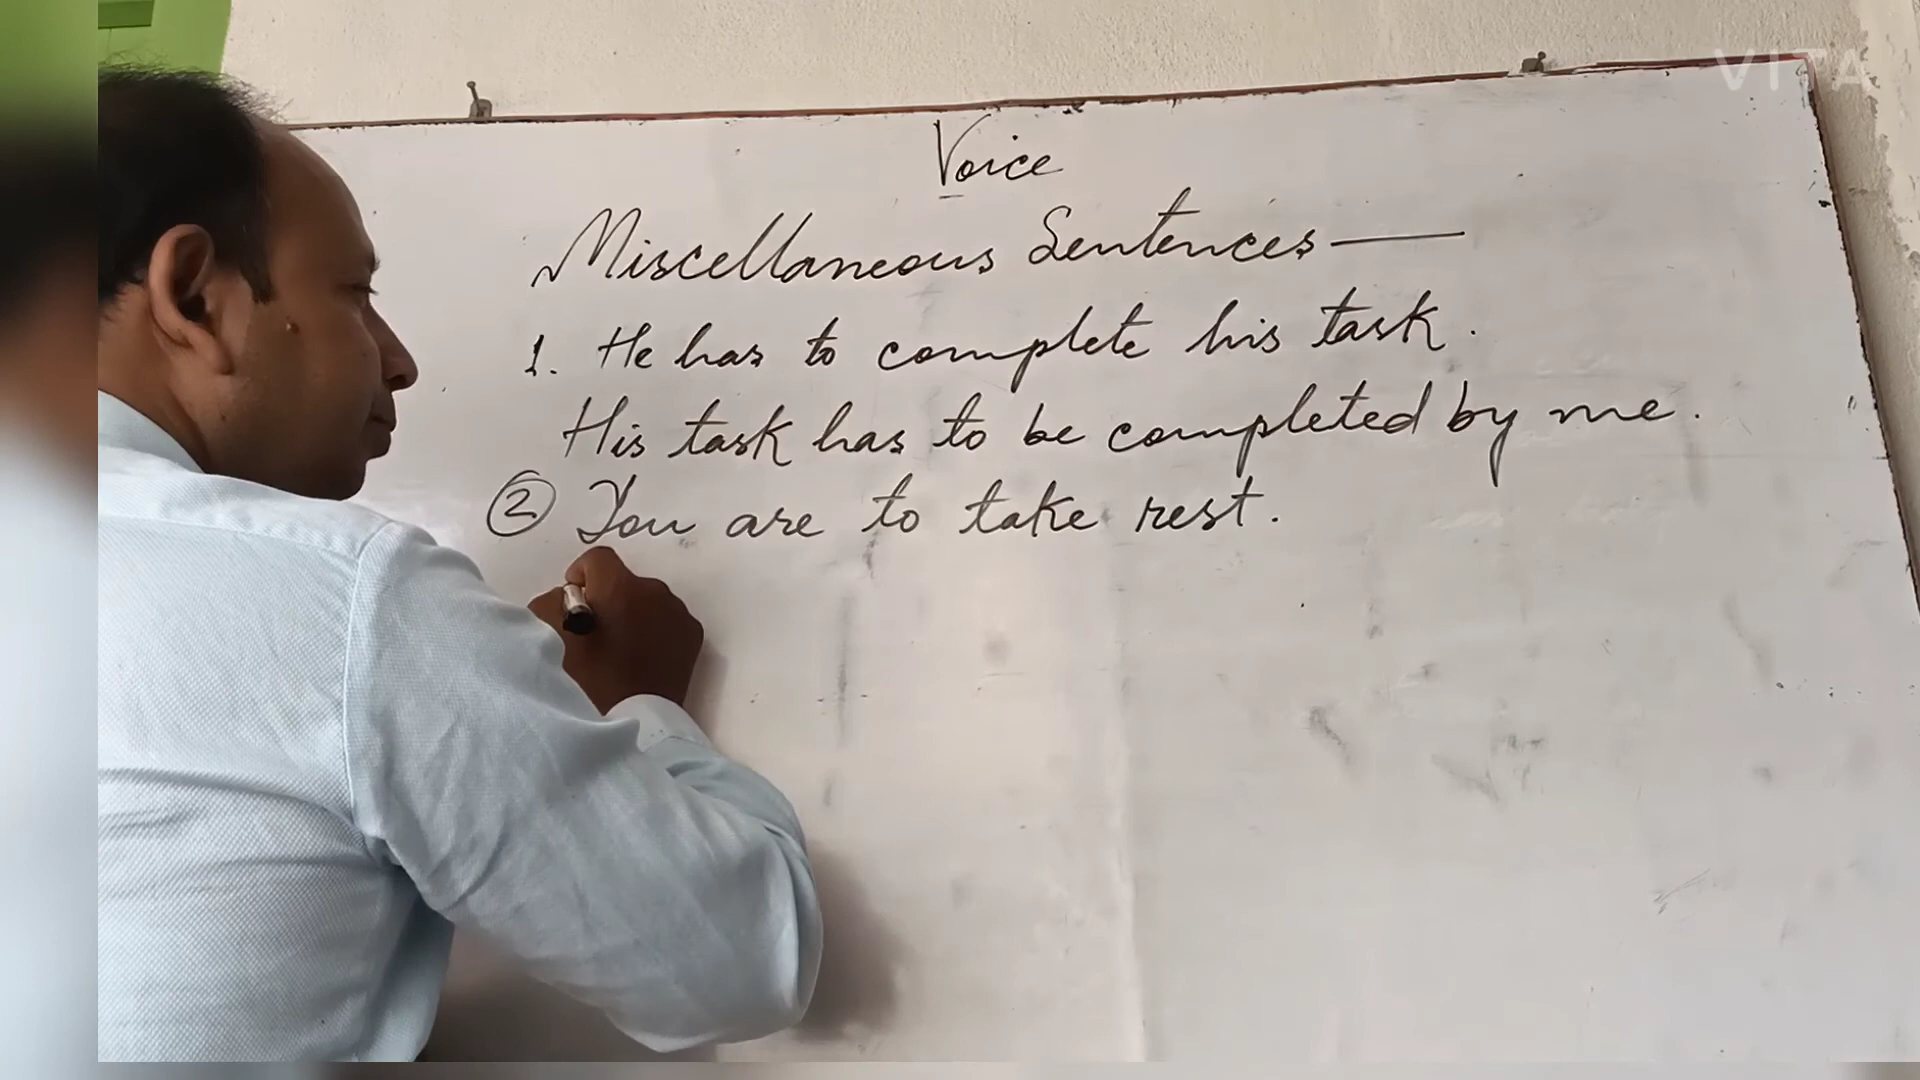 VITA
Voice
Miscellaneous Sentences —
1. He has to complete his task.
His task has to be completed by me.
② You are to take rest.